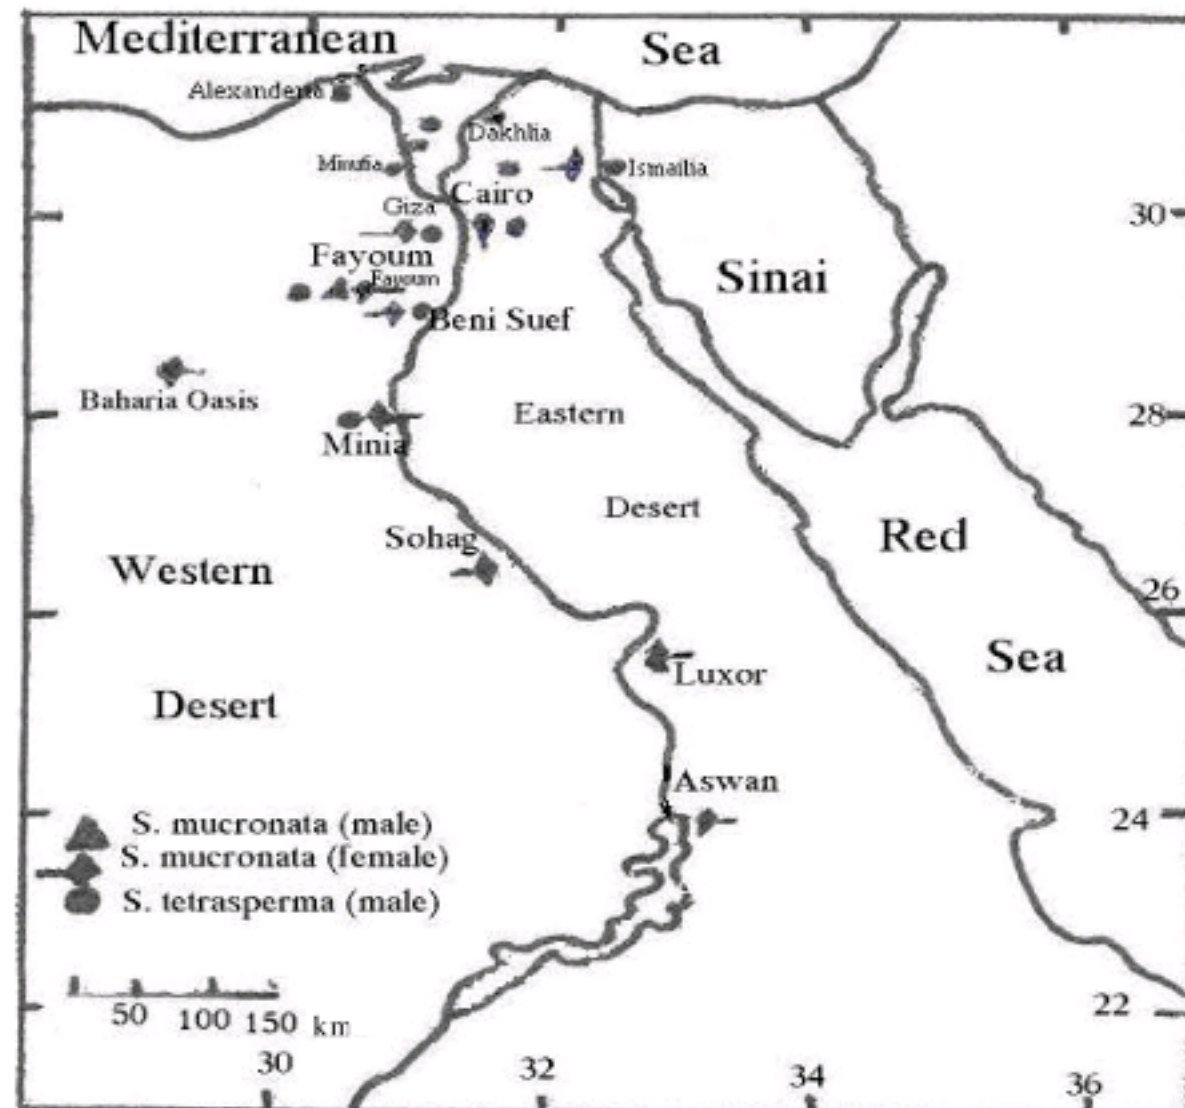 Mediterranean Sea
Alexanderia
Dakhlia
Minufia
Ismailia
Cairo
Giza
30
Fayoum
Sinai
Fayoum
Beni Suef
Baharia Oasis
Eastern
28
Minia
Desert
Sohag
Red
Western
26
Sea
Luxor
Desert
Aswan
S. mucronata (male)
24
S. mucronata (female)
S. tetrasperma (male)
22
50 100 150 km
30 32 34 36